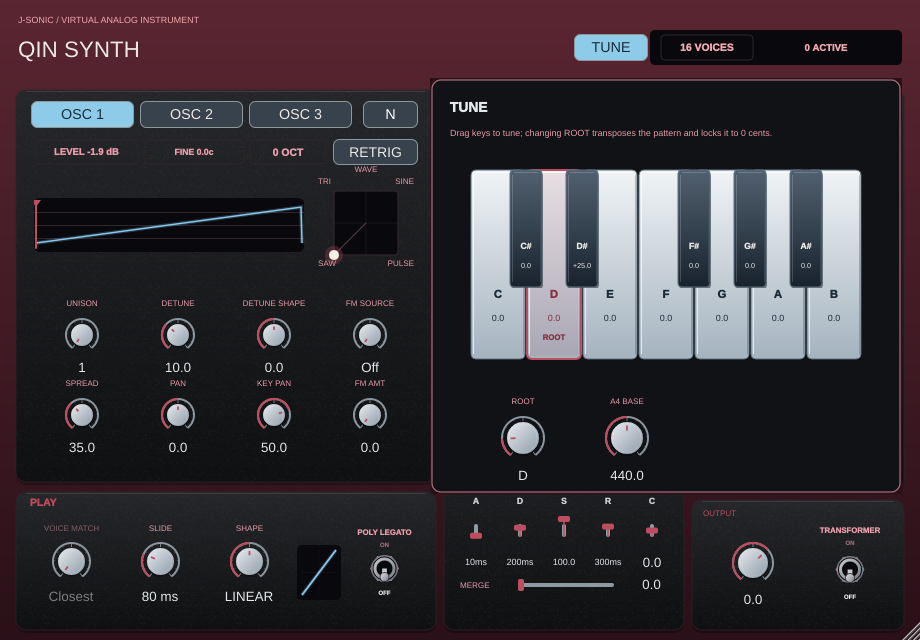 J-SONIC / VIRTUAL ANALOG INSTRUMENT
QIN SYNTH
TUNE
16 VOICES
0 ACTIVE
OSC 1
OSC 2
OSC 3
N
LEVEL -1.9 dB
FINE 0.0c
0 OCT
RETRIG
WAVE
TRI
SINE
SAW
PULSE
UNISON
DETUNE
DETUNE SHAPE
FM SOURCE
1
10.0
0.0
Off
SPREAD
PAN
KEY PAN
FM AMT
35.0
0.0
50.0
0.0
TUNE
Drag keys to tune; changing ROOT transposes the pattern and locks it to 0 cents.
C#
D#
F#
G#
A#
0.0
+25.0
0.0
0.0
0.0
C
D
E
F
G
A
B
0.0
0.0
0.0
0.0
0.0
0.0
0.0
ROOT
ROOT
A4 BASE
D
440.0
PLAY
VOICE MATCH
SLIDE
SHAPE
POLY LEGATO
ON
OFF
Closest
80 ms
LINEAR
A
D
S
R
C
10ms
200ms
100.0
300ms
0.0
MERGE
0.0
OUTPUT
TRANSFORMER
ON
OFF
0.0